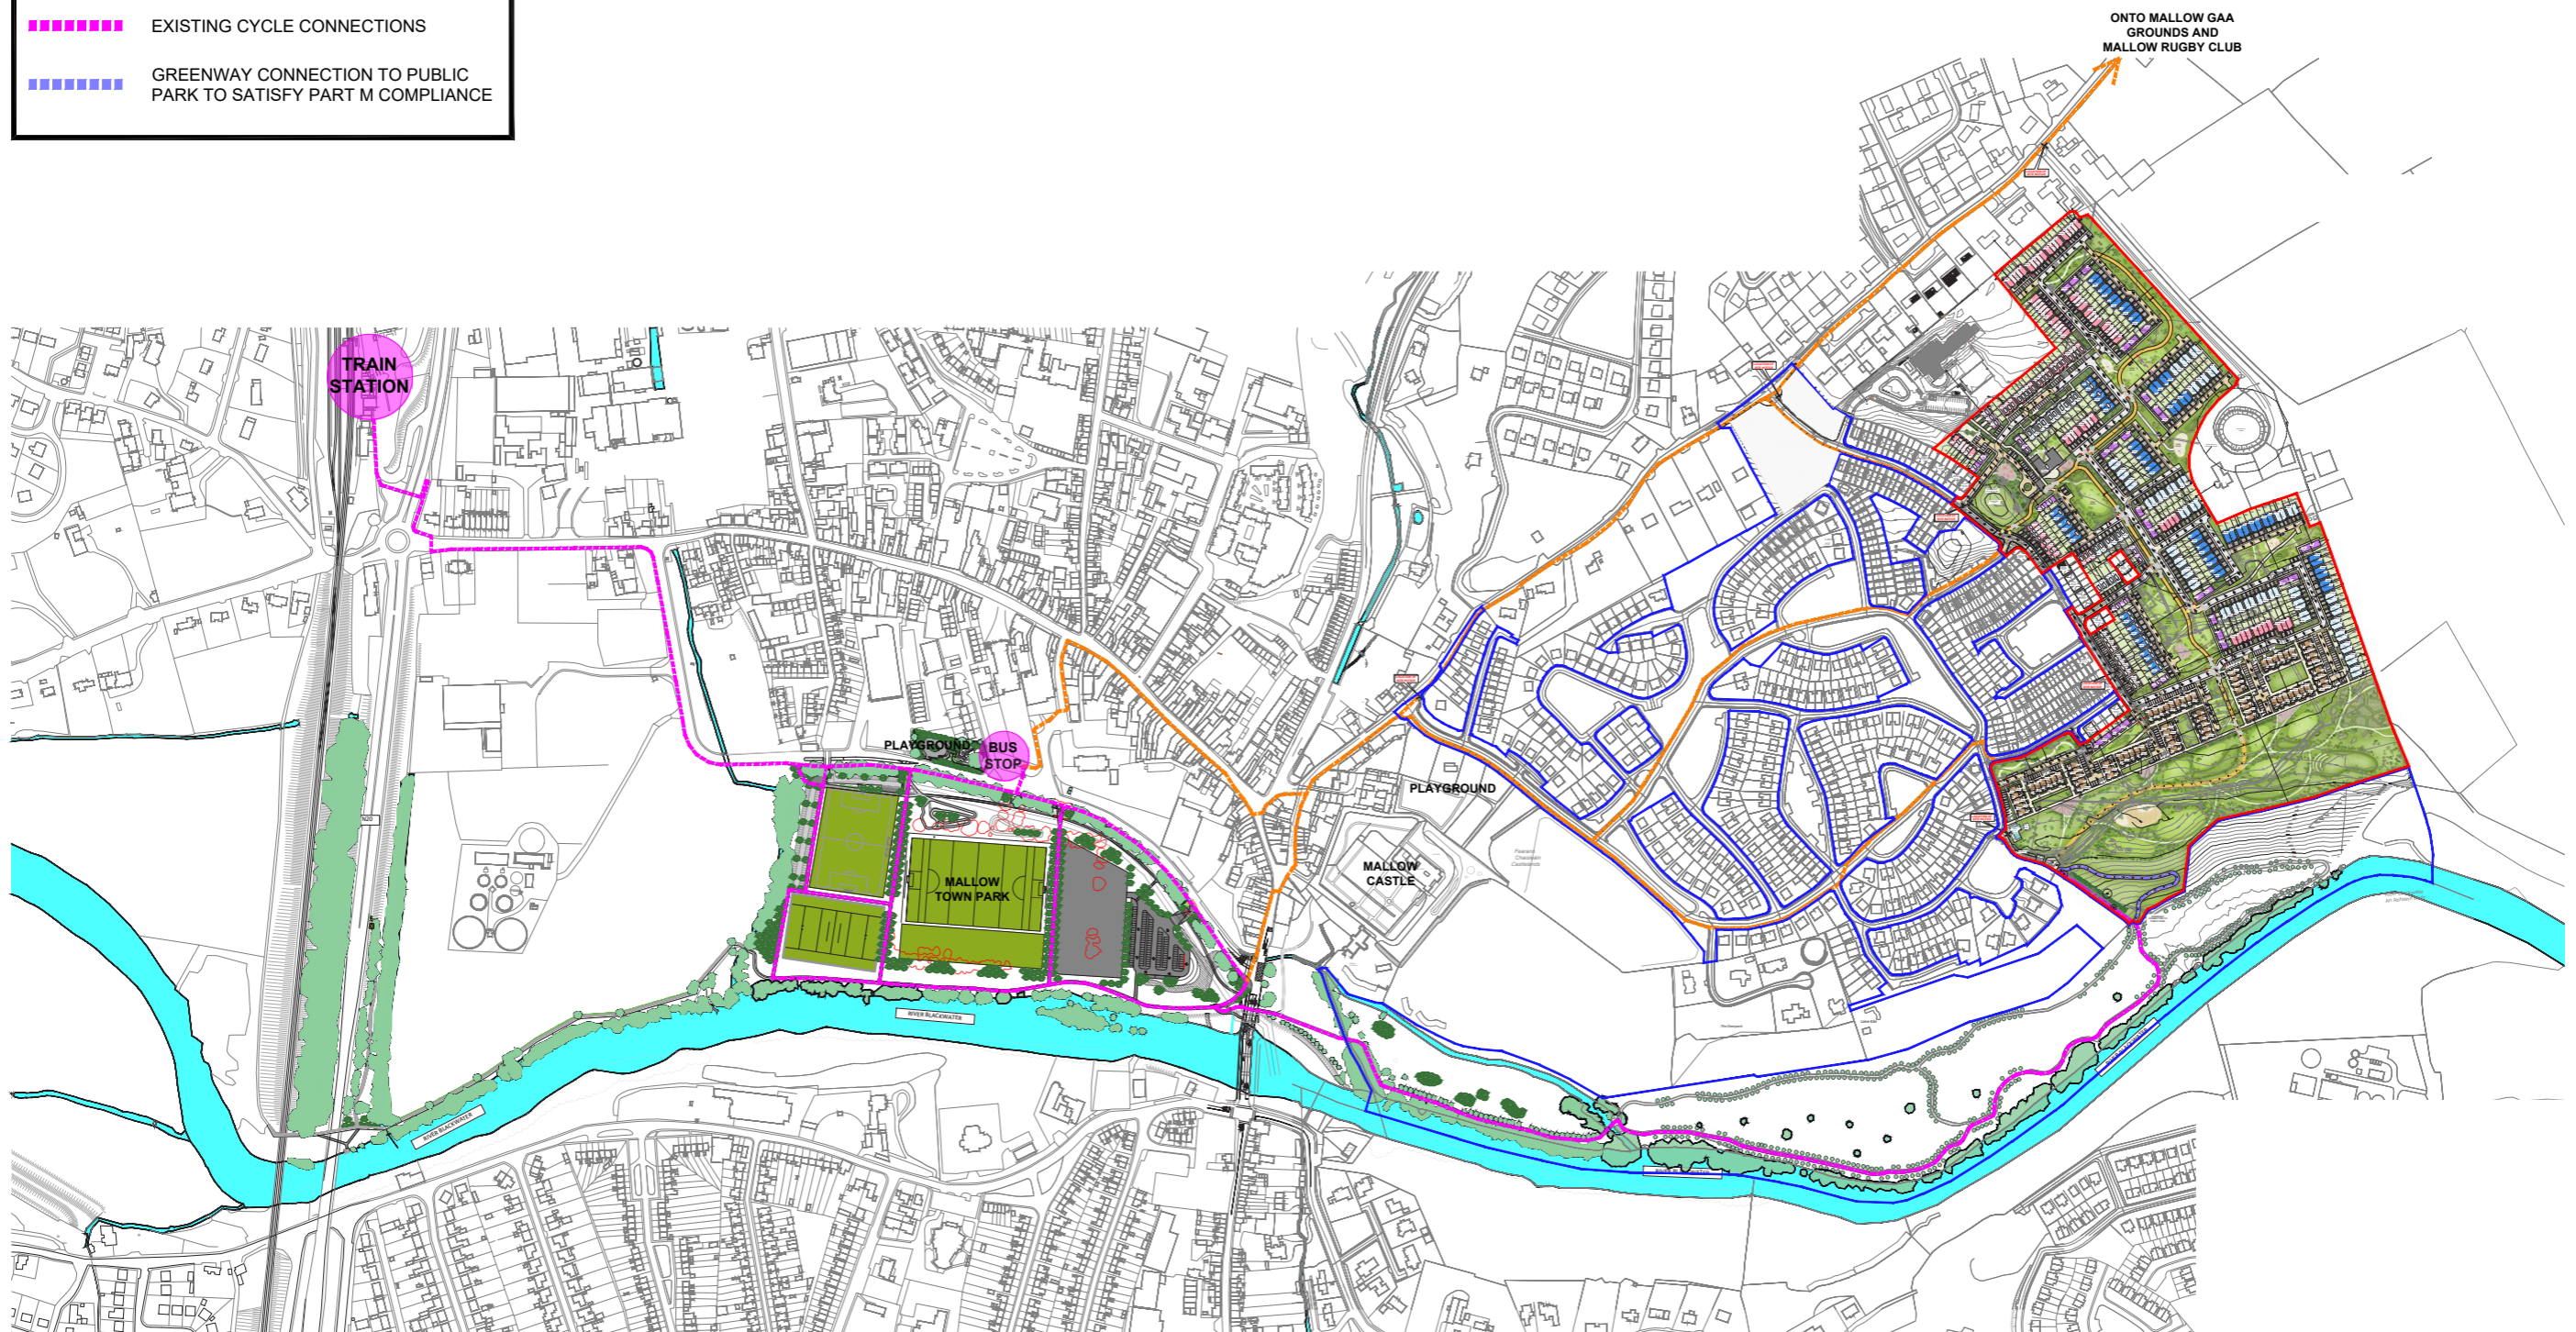 EXISTING CYCLE CONNECTIONS
GREENWAY CONNECTION TO PUBLIC
PARK TO SATISFY PART M COMPLIANCE
ONTO MALLOW GAA
GROUNDS AND
MALLOW RUGBY CLUB
TRAIN
STATION
PLAYGROUND
BUS
STOP
PLAYGROUND
MALLOW
CASTLE
MALLOW
TOWN PARK
N20
RIVER BLACKWATER
RIVER BLACKWATER